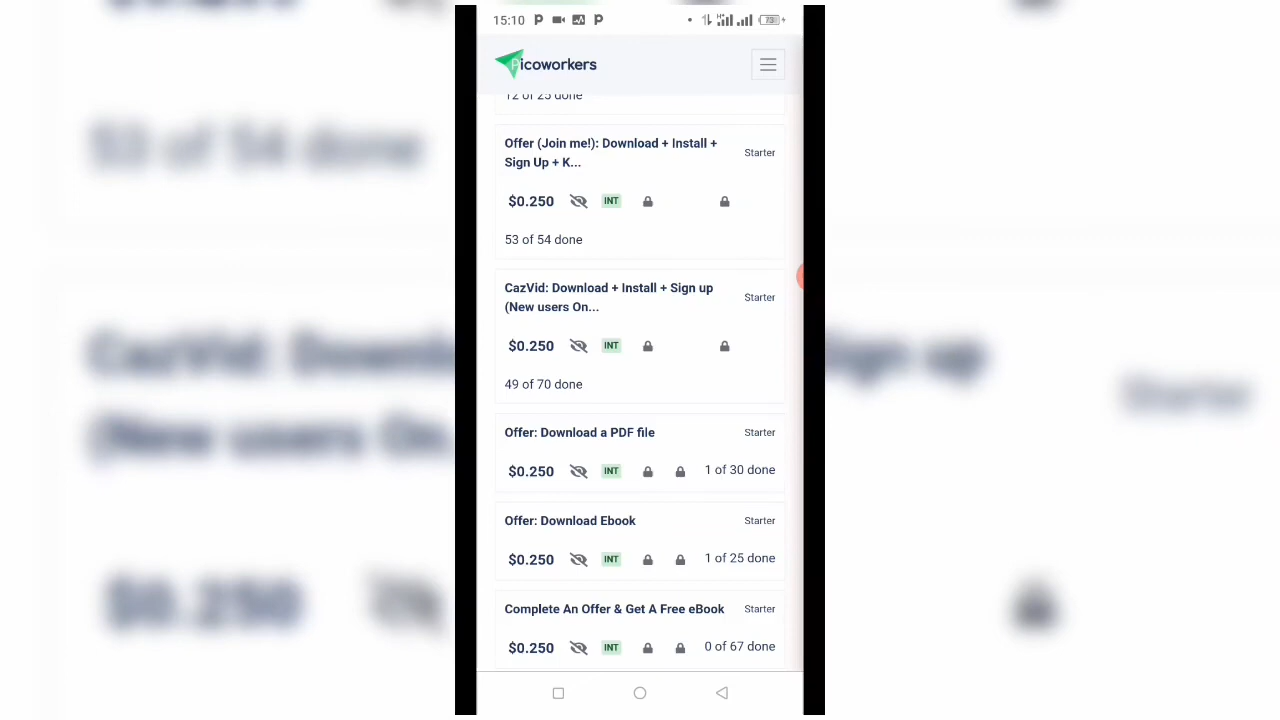 15:10
Picoworkers
12 of 25 done
Offer (Join me!): Download + Install +
Sign Up + K...
Starter
$0.250 INT
53 of 54 done
CazVid: Download + Install + Sign up
(New users On...
Starter
$0.250 INT
49 of 70 done
Offer: Download a PDF file Starter
$0.250 INT 1 of 30 done
Offer: Download Ebook Starter
$0.250 INT 1 of 25 done
Complete An Offer & Get A Free eBook Starter
$0.250 INT 0 of 67 done